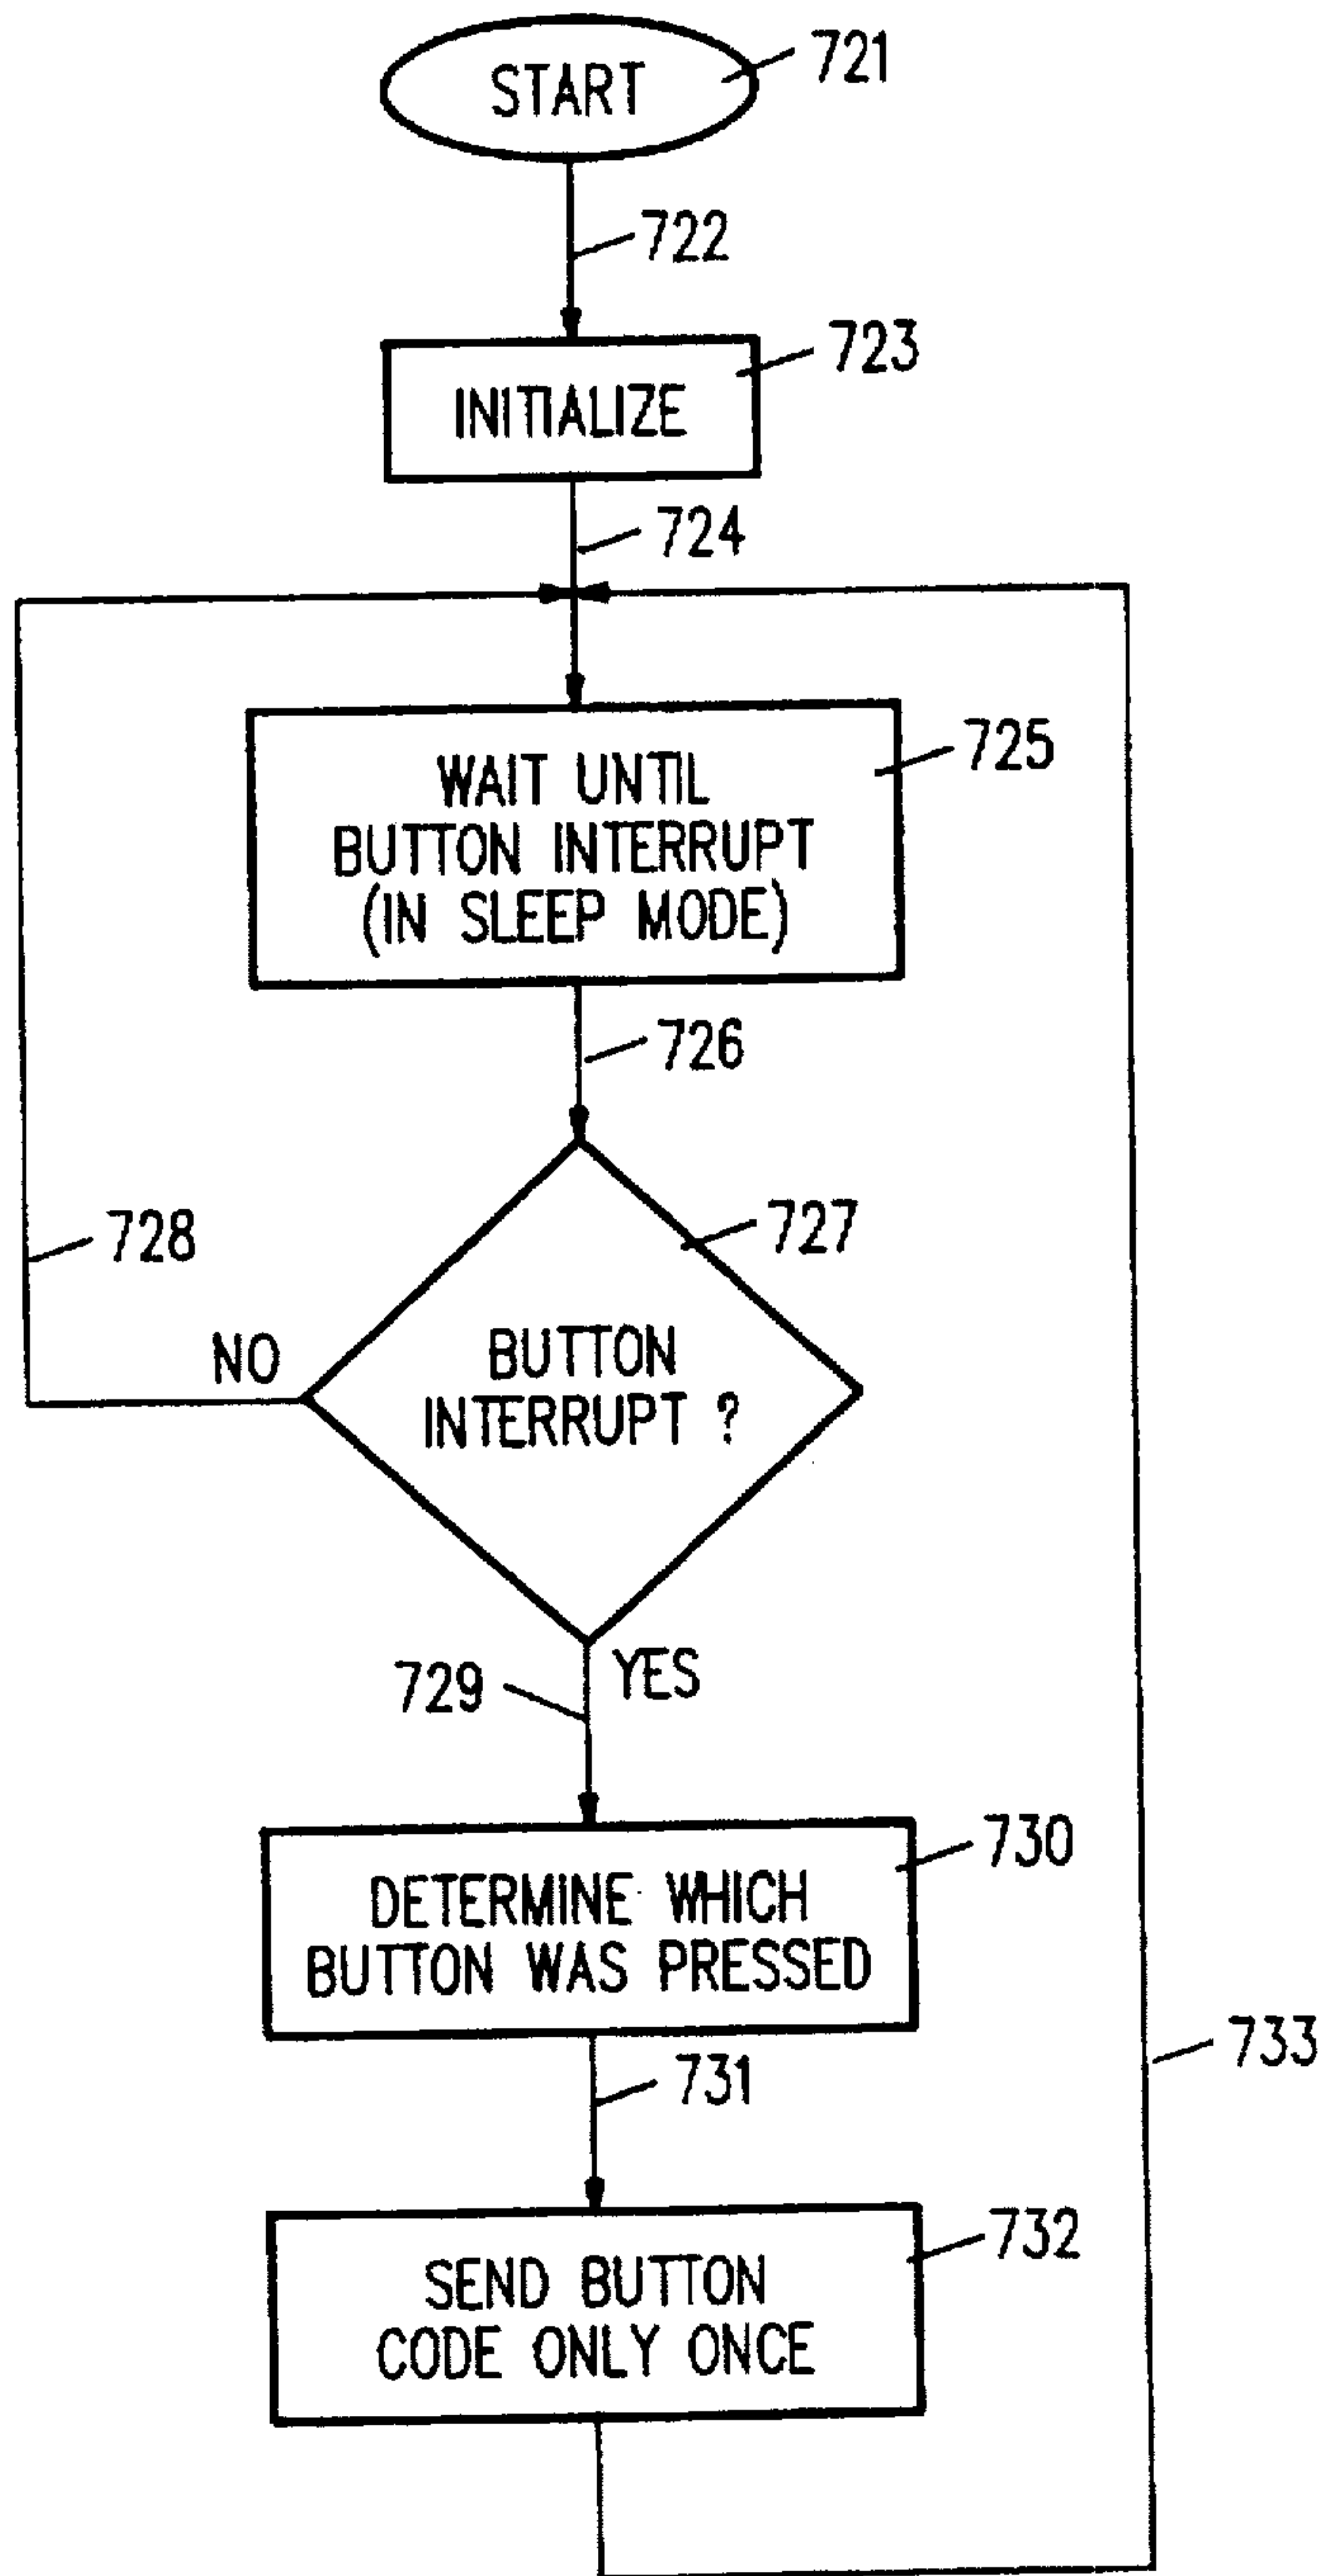 START
721
722
INITIALIZE
723
724
WAIT UNTIL
BUTTON INTERRUPT
(IN SLEEP MODE)
725
726
727
728
NO
BUTTON
INTERRUPT ?
729
YES
730
DETERMINE WHICH
BUTTON WAS PRESSED
731
733
732
SEND BUTTON
CODE ONLY ONCE